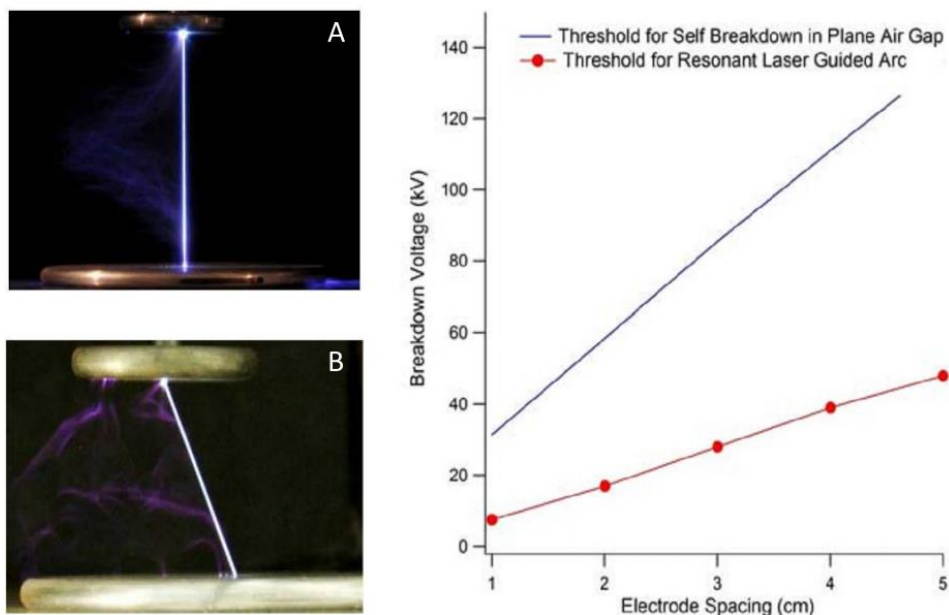 A
B
Threshold for Self Breakdown in Plane Air Gap
Threshold for Resonant Laser Guided Arc
Breakdown Voltage (kV)
140
120
100
80
60
40
20
0
1
2
3
4
5
Electrode Spacing (cm)